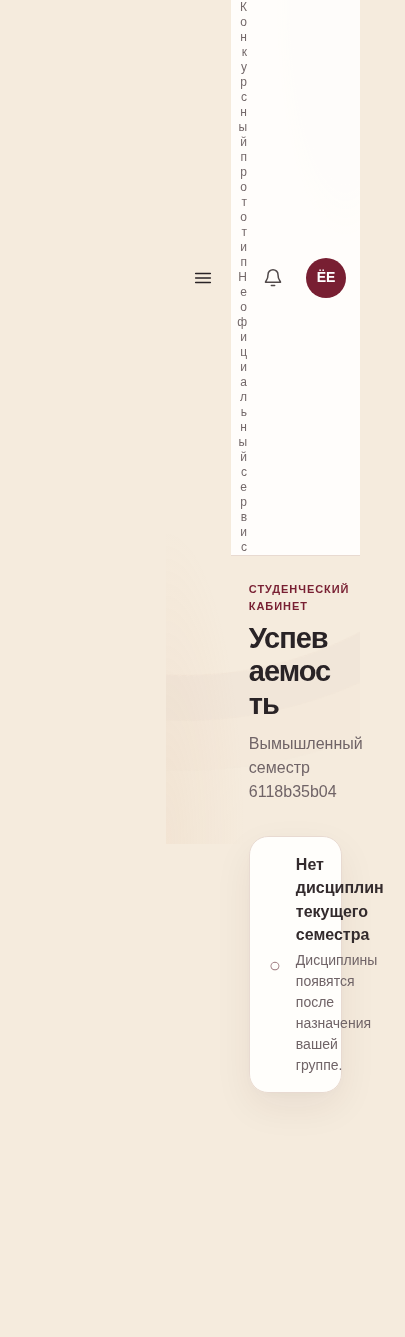 К
о
н
к
у
р
с
н
ы
й
п
р
о
т
о
т
и
п
Н
е
о
ф
и
ц
и
а
л
ь
н
ы
й
с
е
р
в
и
с
ЁЕ
СТУДЕНЧЕСКИЙ
КАБИНЕТ
Успев
аемос
ть
Вымышленный
семестр
6118b35b04
Нет
дисциплин
текущего
семестра
Дисциплины
появятся
после
назначения
вашей
группе.